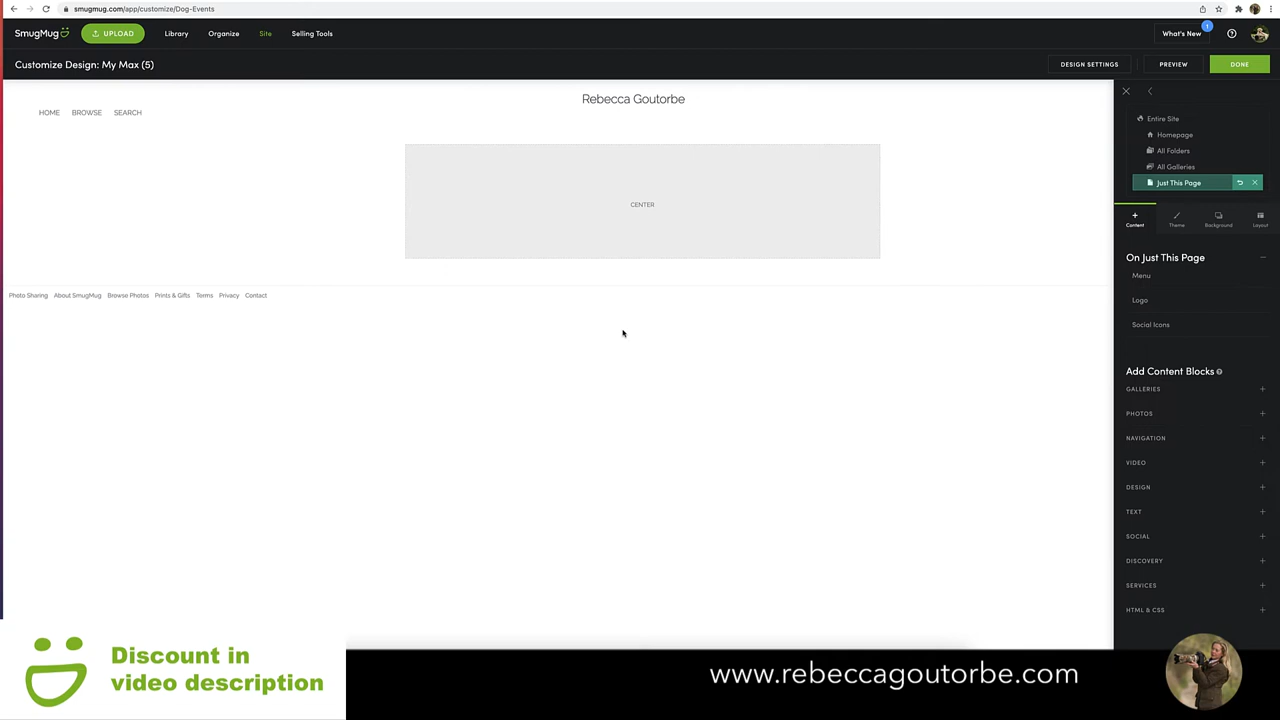 smugmug.com/app/customize/Dog-Events
SmugMug UPLOAD Library Organize Site Selling Tools What's New 1
Customize Design: My Max (5) DESIGN SETTINGS PREVIEW DONE
Rebecca Goutorbe
HOME BROWSE SEARCH
CENTER
Photo Sharing About SmugMug Browse Photos Prints & Gifts Terms Privacy Contact
Entire Site
Homepage
All Folders
All Galleries
Just This Page
Content Theme Background Layout
On Just This Page
Menu
Logo
Social Icons
Add Content Blocks
GALLERIES
PHOTOS
NAVIGATION
VIDEO
DESIGN
TEXT
SOCIAL
DISCOVERY
SERVICES
HTML & CSS
Discount in
video description
www.rebeccagoutorbe.com